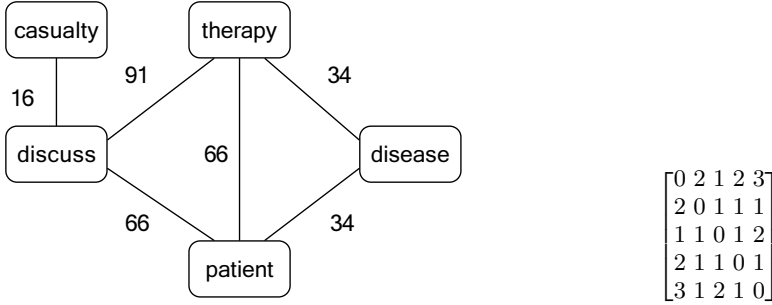 casualty therapy
91 34
16
discuss 66 disease
66 34
patient
0 2 1 2 3
2 0 1 1 1
1 1 0 1 2
2 1 1 0 1
3 1 2 1 0